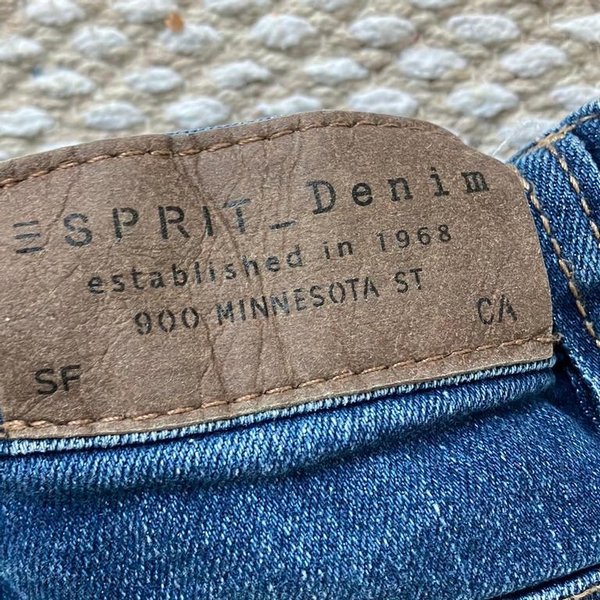 ESPRIT_Denim
established in 1968
900 MINNESOTA ST
SF CA